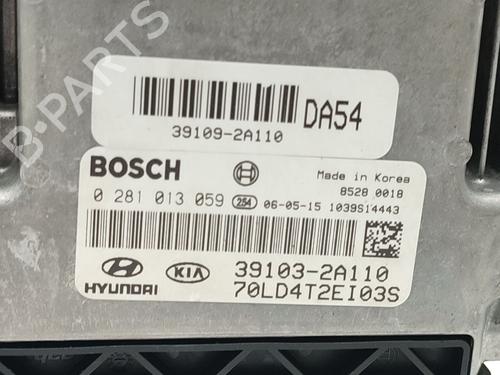 B-PARTS
39109-2A110
DA54
BOSCH
Made in Korea
8528 0018
0 281 013 059 254 06-05-15 1039S14443
HYUNDAI KIA
39103-2A110
70LD4T2EI03S